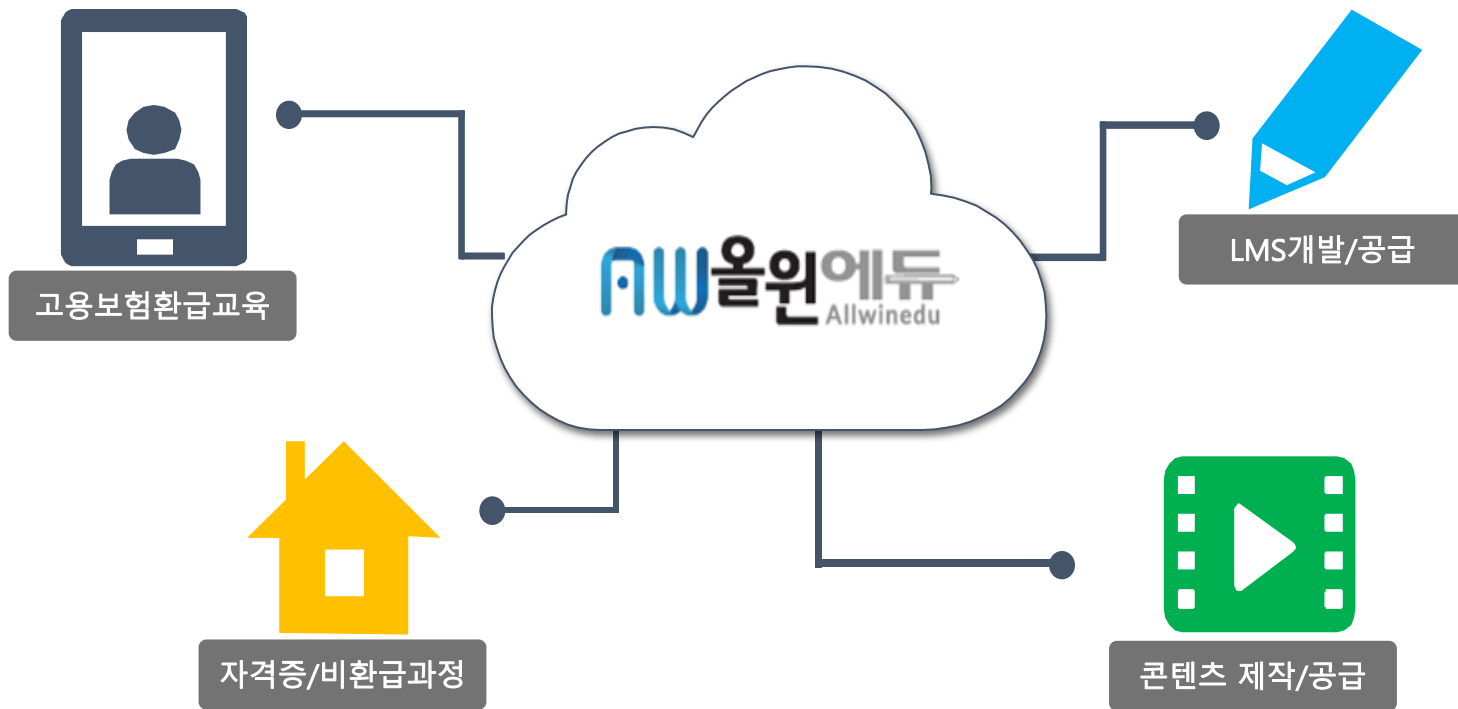 AW올윈에듀
Allwinedu
LMS개발/공급
고용보험환급교육
자격증/비환급과정
콘텐츠 제작/공급